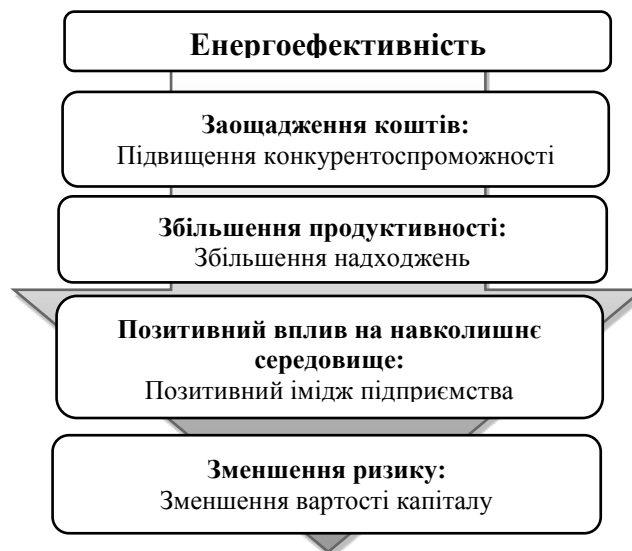 Енергоефективність
Заощадження коштів:
Підвищення конкурентоспроможності
Збільшення продуктивності:
Збільшення надходжень
Позитивний вплив на навколишнє
середовище:
Позитивний імідж підприємства
Зменшення ризику:
Зменшення вартості капіталу